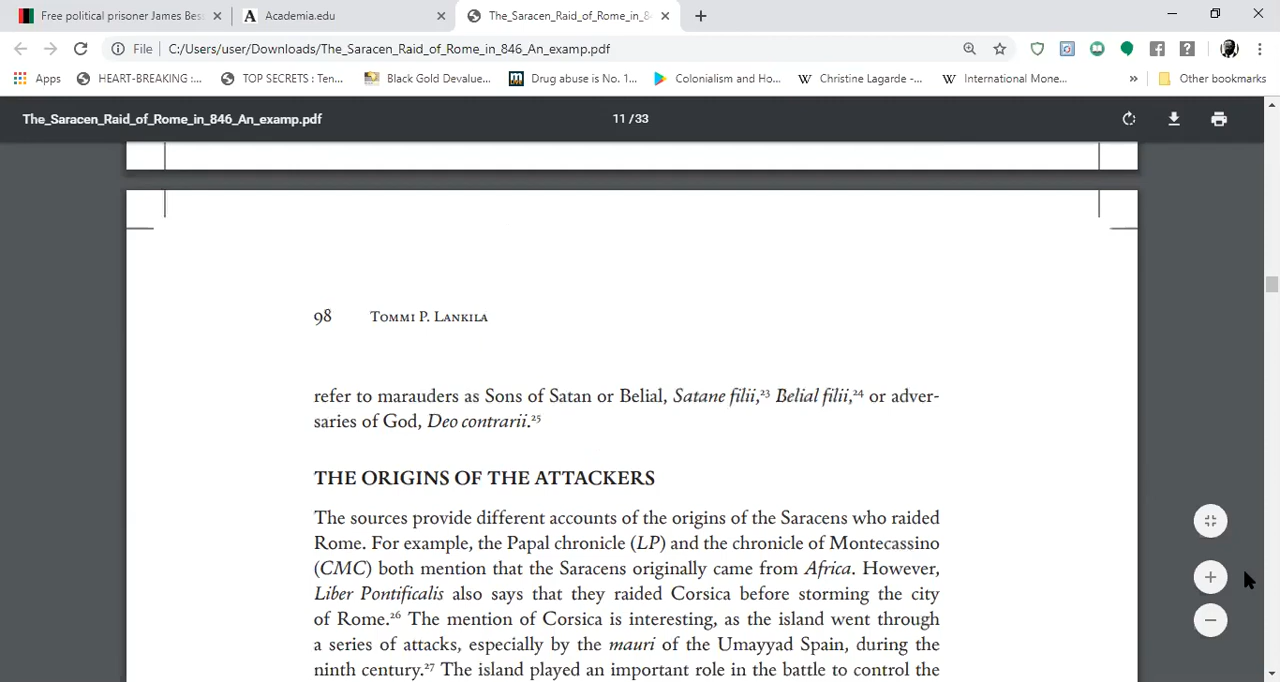 Free political prisoner James Bes
A Academia.edu
The_Saracen_Raid_of_Rome_in_8
File C:/Users/user/Downloads/The_Saracen_Raid_of_Rome_in_846_An_examp.pdf
Apps HEART-BREAKING :... TOP SECRETS : Ten... Black Gold Devalue... Drug abuse is No. 1... Colonialism and Ho... W Christine Lagarde -... W International Mone... » Other bookmarks
The_Saracen_Raid_of_Rome_in_846_An_examp.pdf 11 / 33
98 Tommi P. Lankila
refer to marauders as Sons of Satan or Belial, Satane filii,²³ Belial filii,²⁴ or adver-
saries of God, Deo contrarii.²⁵
THE ORIGINS OF THE ATTACKERS
The sources provide different accounts of the origins of the Saracens who raided
Rome. For example, the Papal chronicle (LP) and the chronicle of Montecassino
(CMC) both mention that the Saracens originally came from Africa. However,
Liber Pontificalis also says that they raided Corsica before storming the city
of Rome.²⁶ The mention of Corsica is interesting, as the island went through
a series of attacks, especially by the mauri of the Umayyad Spain, during the
ninth century.²⁷ The island played an important role in the battle to control the